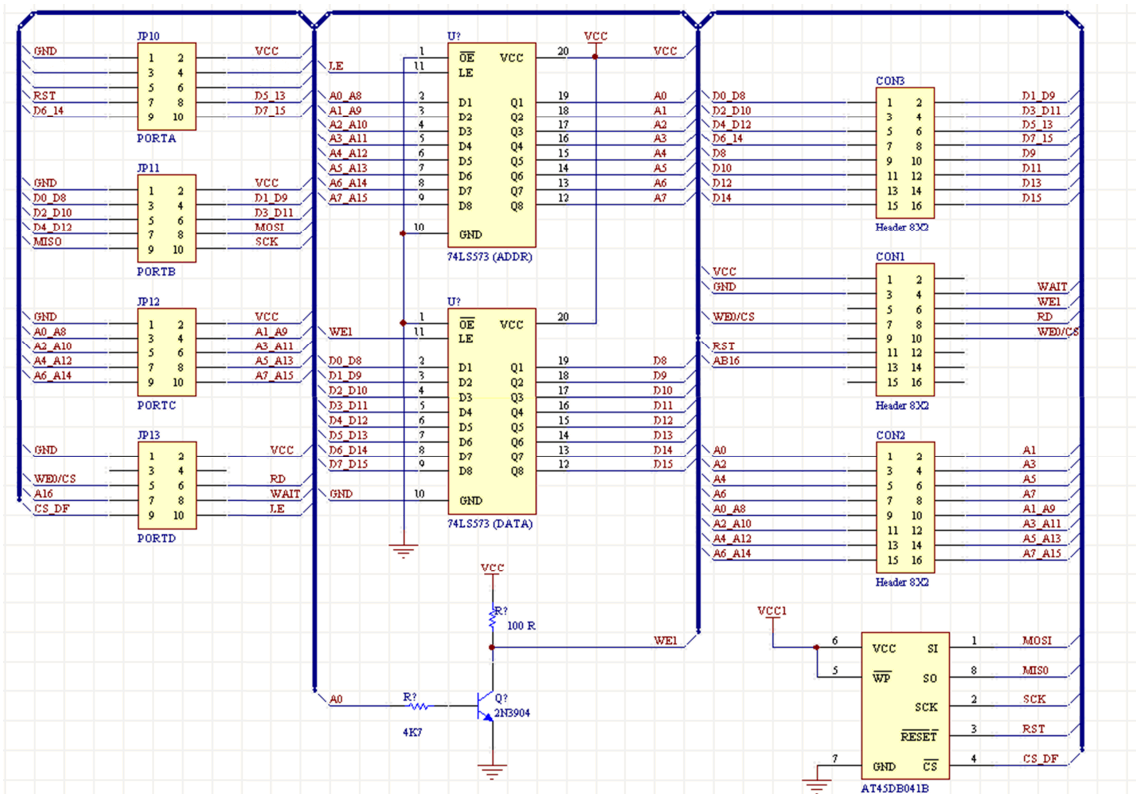 JP10
GND 1 2 VCC
3 4
5 6
RST 7 8 D5_13
D6_14 9 10 D7_15
PORTA
JP11
GND 1 2 VCC
D0_D8 3 4 D1_D9
D2_D10 5 6 D3_D11
D4_D12 7 8 MOSI
MISO 9 10 SCK
PORTB
JP12
GND 1 2 VCC
A0_A8 3 4 A1_A9
A2_A10 5 6 A3_A11
A4_A12 7 8 A5_A13
A6_A14 9 10 A7_A15
PORTC
JP13
GND 1 2 VCC
3 4
WE0/CS 5 6 RD
A16 7 8 WAIT
CS_DF 9 10 LE
PORTD
U?
VCC
1 OE VCC 20 VCC
LE 11 LE
A0_A8 2 D1 Q1 19 A0
A1_A9 3 D2 Q2 18 A1
A2_A10 4 D3 Q3 17 A2
A3_A11 5 D4 Q4 16 A3
A4_A12 6 D5 Q5 15 A4
A5_A13 7 D6 Q6 14 A5
A6_A14 8 D7 Q7 13 A6
A7_A15 9 D8 Q8 12 A7
10 GND
74LS573 (ADDR)
U?
1 OE VCC 20
WE1 11 LE
D0_D8 2 D1 Q1 19 D8
D1_D9 3 D2 Q2 18 D9
D2_D10 4 D3 Q3 17 D10
D3_D11 5 D4 Q4 16 D11
D4_D12 6 D5 Q5 15 D12
D5_D13 7 D6 Q6 14 D13
D6_D14 8 D7 Q7 13 D14
D7_D15 9 D8 Q8 12 D15
GND 10 GND
74LS573 (DATA)
VCC
R?
100 R
WE1
A0
R?
4K7
Q?
2N3904
CON3
D0_D8 1 2 D1_D9
D2_D10 3 4 D3_D11
D4_D12 5 6 D5_13
D6_14 7 8 D7_15
D8 9 10 D9
D10 11 12 D11
D12 13 14 D13
D14 15 16 D15
Header 8X2
CON1
VCC 1 2
GND 3 4 WAIT
5 6 WE1
WE0/CS 7 8 RD
9 10 WE0/CS
RST 11 12
AB16 13 14
15 16
Header 8X2
CON2
A0 1 2 A1
A2 3 4 A3
A4 5 6 A5
A6 7 8 A7
A0_A8 9 10 A1_A9
A2_A10 11 12 A3_A11
A4_A12 13 14 A5_A13
A6_A14 15 16 A7_A15
Header 8X2
VCC1
6 VCC SI 1 MOSI
5 WP SO 8 MISO
SCK 2 SCK
RESET 3 RST
7 GND CS 4 CS_DF
AT45DB041B